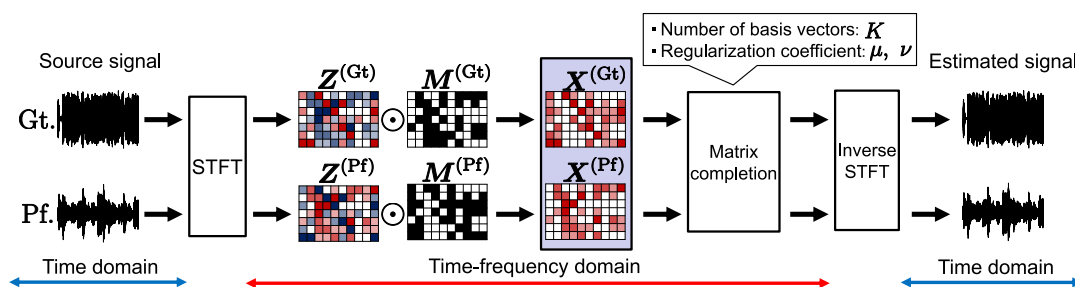 ▪ Number of basis vectors: K
▪ Regularization coefficient: μ, ν
Source signal
Estimated signal
Z^(Gt)
M^(Gt)
X^(Gt)
Gt.
⊙
STFT
Matrix
completion
Inverse
STFT
Z^(Pf)
M^(Pf)
X^(Pf)
Pf.
⊙
Time domain
Time-frequency domain
Time domain